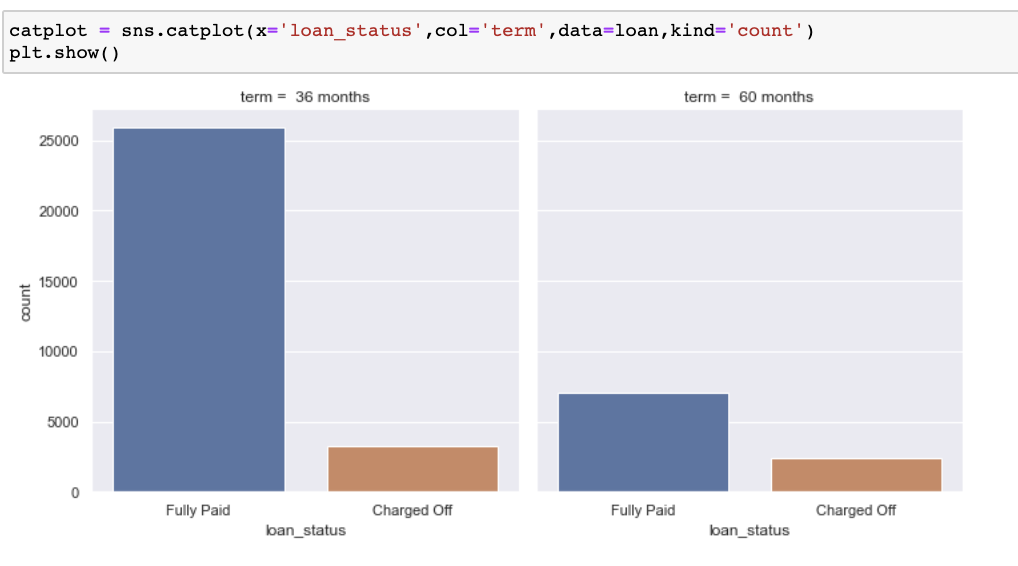 catplot = sns.catplot(x='loan_status',col='term',data=loan,kind='count')
plt.show()
term =  36 months
term =  60 months
25000
20000
15000
10000
5000
0
count
Fully Paid
Charged Off
Fully Paid
Charged Off
loan_status
loan_status